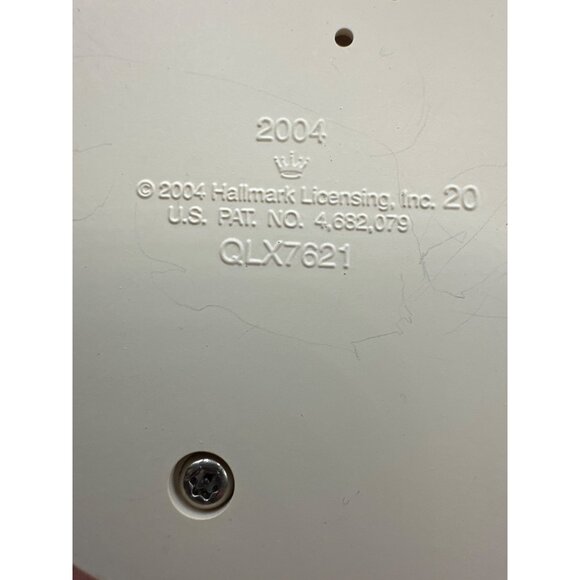 2004
© 2004 Hallmark Licensing, Inc. 20
U.S. PAT. NO. 4,682,079
QLX7621